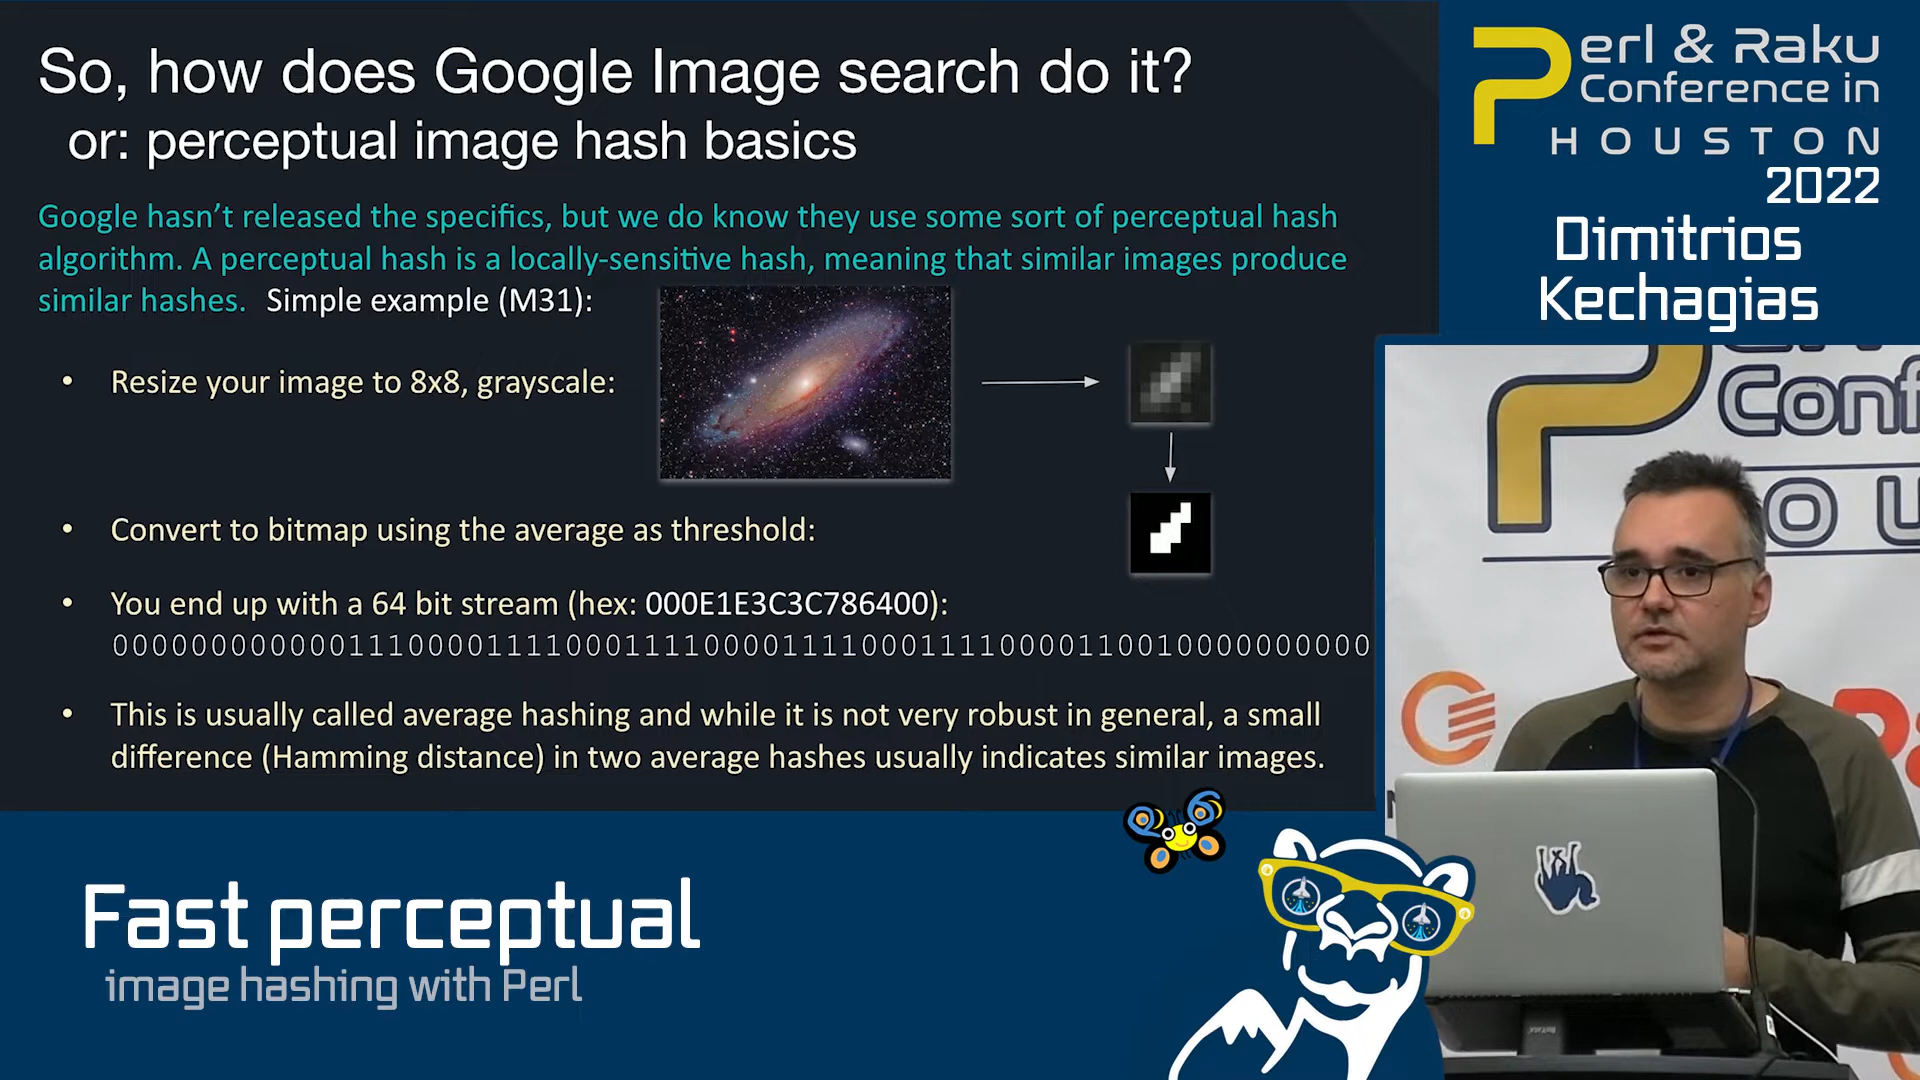 So, how does Google Image search do it?
or: perceptual image hash basics
Google hasn't released the specifics, but we do know they use some sort of perceptual hash
algorithm. A perceptual hash is a locally-sensitive hash, meaning that similar images produce
similar hashes. Simple example (M31):
• Resize your image to 8x8, grayscale:
• Convert to bitmap using the average as threshold:
• You end up with a 64 bit stream (hex: 000E1E3C3C786400):
0000000000001110000111100011110000111100011110000110010000000000
• This is usually called average hashing and while it is not very robust in general, a small
difference (Hamming distance) in two average hashes usually indicates similar images.
Perl & Raku
Conference in
HOUSTON
2022
Dimitrios
Kechagias
Conf
OU
Fast perceptual
image hashing with Perl